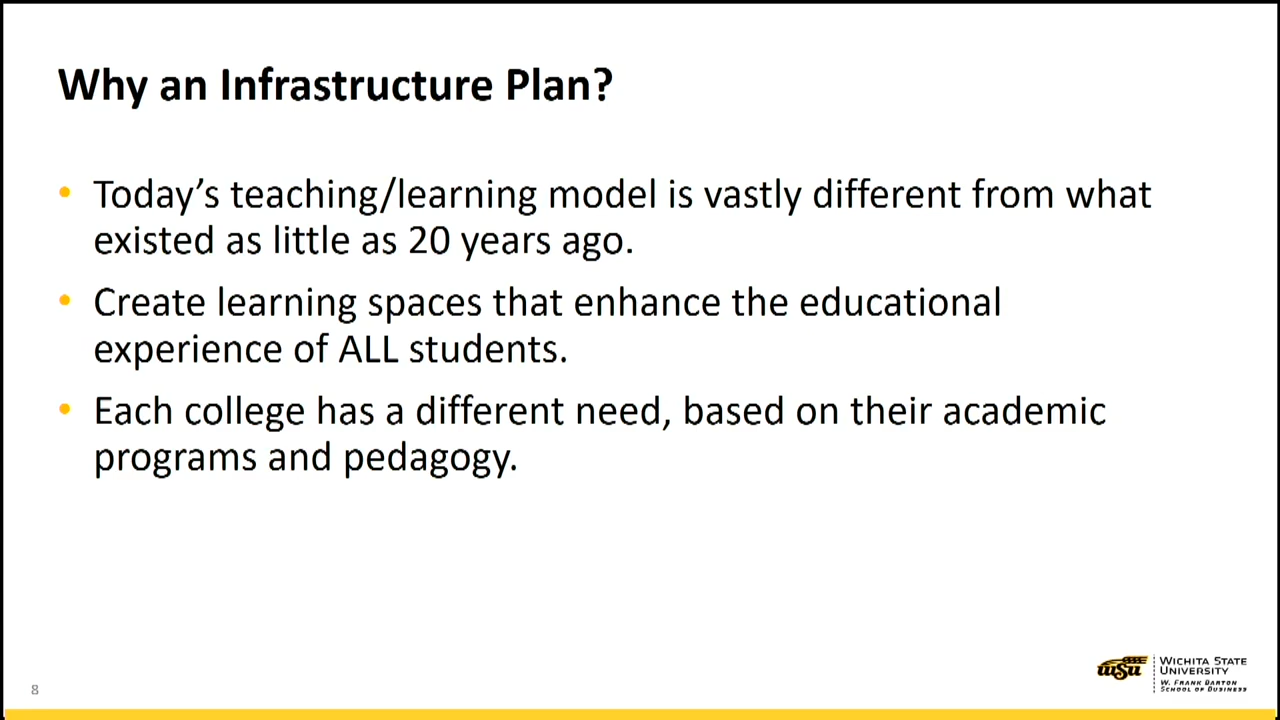 Why an Infrastructure Plan?
• Today’s teaching/learning model is vastly different from what
existed as little as 20 years ago.
• Create learning spaces that enhance the educational
experience of ALL students.
• Each college has a different need, based on their academic
programs and pedagogy.
8
WSU
WICHITA STATE
UNIVERSITY
W. FRANK BARTON
SCHOOL OF BUSINESS